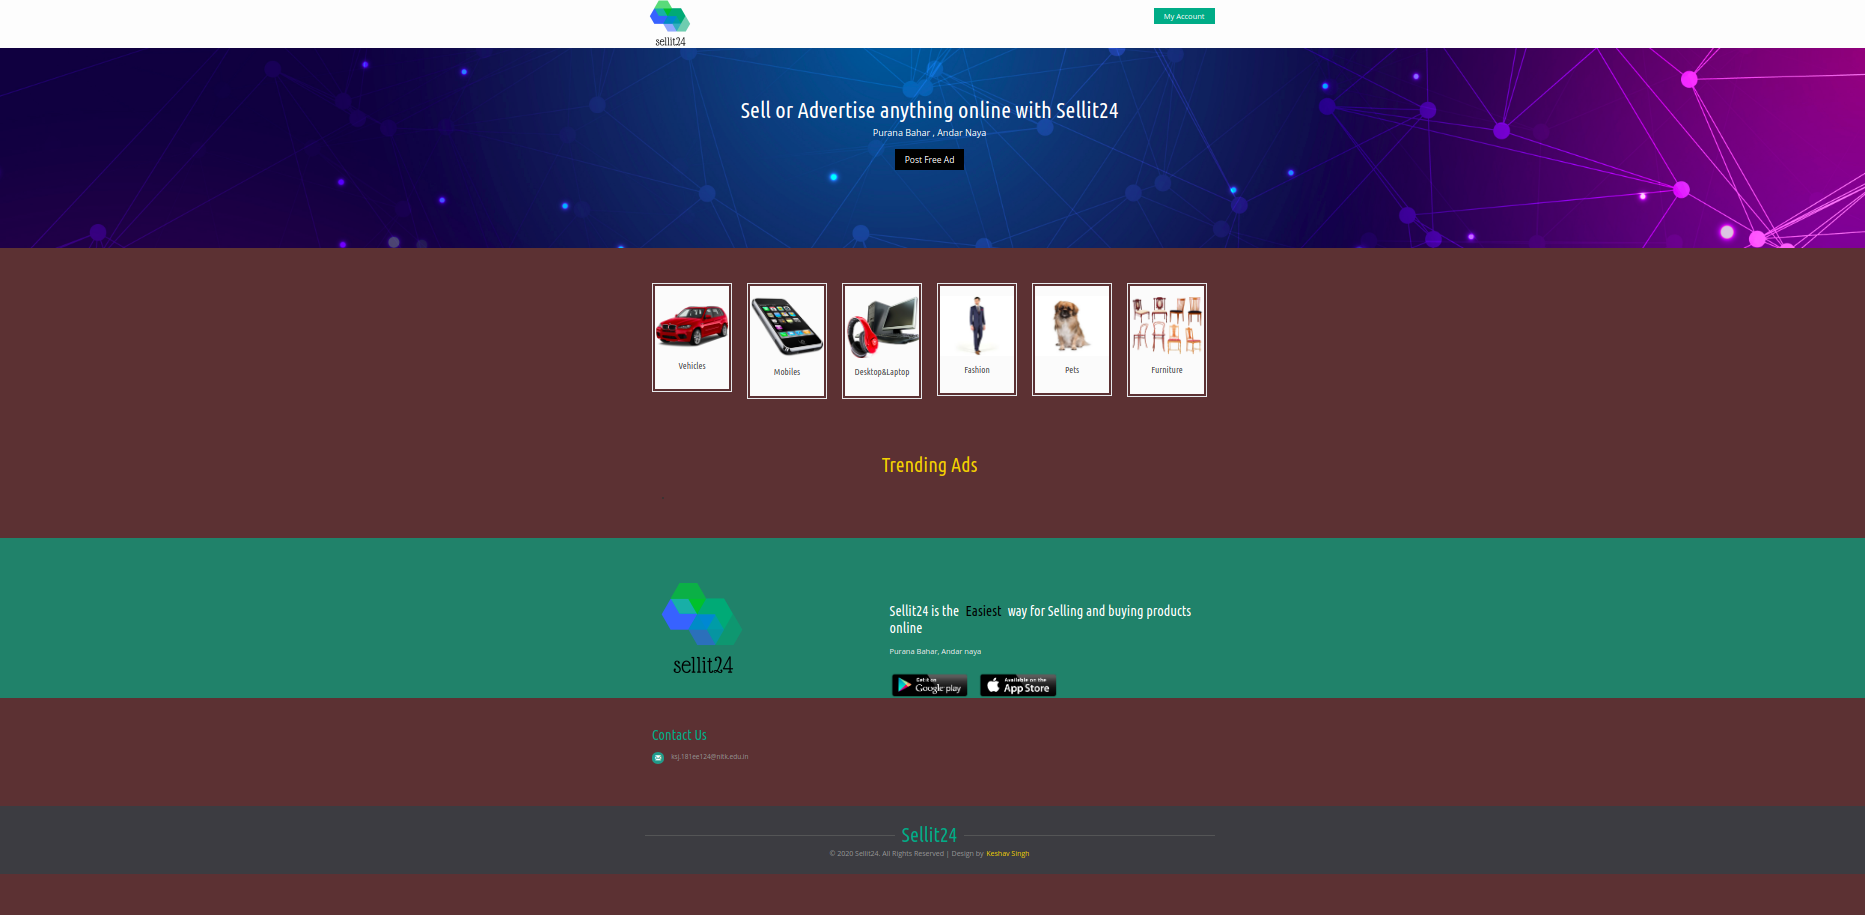 sellit24
My Account
Sell or Advertise anything online with Sellit24
Purana Bahar , Andar Naya
Post Free Ad
Vehicles
Mobiles
Desktop&Laptop
Fashion
Pets
Furniture
Trending Ads
sellit24
Sellit24 is the Easiest way for Selling and buying products
online
Purana Bahar, Andar naya
Get it on
Google play
Available on the
App Store
Contact Us
ksj.181ee124@nitk.edu.in
Sellit24
© 2020 Sellit24. All Rights Reserved | Design by Keshav Singh